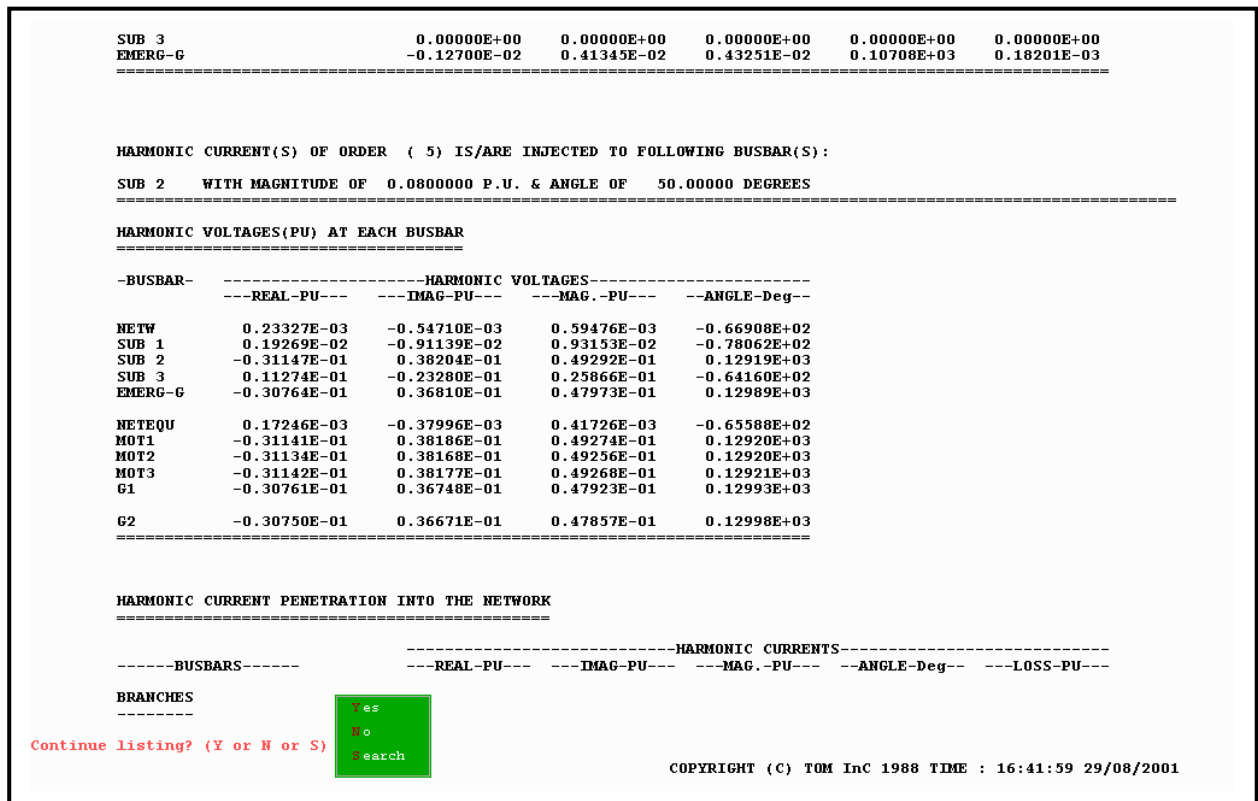 SUB 3 0.00000E+00 0.00000E+00 0.00000E+00 0.00000E+00 0.00000E+00
EMERG-G -0.12700E-02 0.41345E-02 0.43251E-02 0.10708E+03 0.18201E-03
HARMONIC CURRENT(S) OF ORDER ( 5) IS/ARE INJECTED TO FOLLOWING BUSBAR(S):
SUB 2 WITH MAGNITUDE OF 0.0800000 P.U. & ANGLE OF 50.00000 DEGREES
HARMONIC VOLTAGES(PU) AT EACH BUSBAR
-BUSBAR- ---------------------HARMONIC VOLTAGES-----------------------
---REAL-PU--- ---IMAG-PU--- ---MAG.-PU--- --ANGLE-Deg--
NETW 0.23327E-03 -0.54710E-03 0.59476E-03 -0.66908E+02
SUB 1 0.19269E-02 -0.91139E-02 0.93153E-02 -0.78062E+02
SUB 2 -0.31147E-01 0.38204E-01 0.49292E-01 0.12919E+03
SUB 3 0.11274E-01 -0.23280E-01 0.25866E-01 -0.64160E+02
EMERG-G -0.30764E-01 0.36810E-01 0.47973E-01 0.12989E+03
NETEQU 0.17246E-03 -0.37996E-03 0.41726E-03 -0.65588E+02
MOT1 -0.31141E-01 0.38186E-01 0.49274E-01 0.12920E+03
MOT2 -0.31134E-01 0.38168E-01 0.49256E-01 0.12920E+03
MOT3 -0.31142E-01 0.38177E-01 0.49268E-01 0.12921E+03
G1 -0.30761E-01 0.36748E-01 0.47923E-01 0.12993E+03
G2 -0.30750E-01 0.36671E-01 0.47857E-01 0.12998E+03
HARMONIC CURRENT PENETRATION INTO THE NETWORK
----------------------------HARMONIC CURRENTS----------------------------
------BUSBARS------ ---REAL-PU--- ---IMAG-PU--- ---MAG.-PU--- --ANGLE-Deg-- ---LOSS-PU---
BRANCHES
Yes
No
Continue listing? (Y or N or S)
Search
COPYRIGHT (C) TOM InC 1988 TIME : 16:41:59 29/08/2001